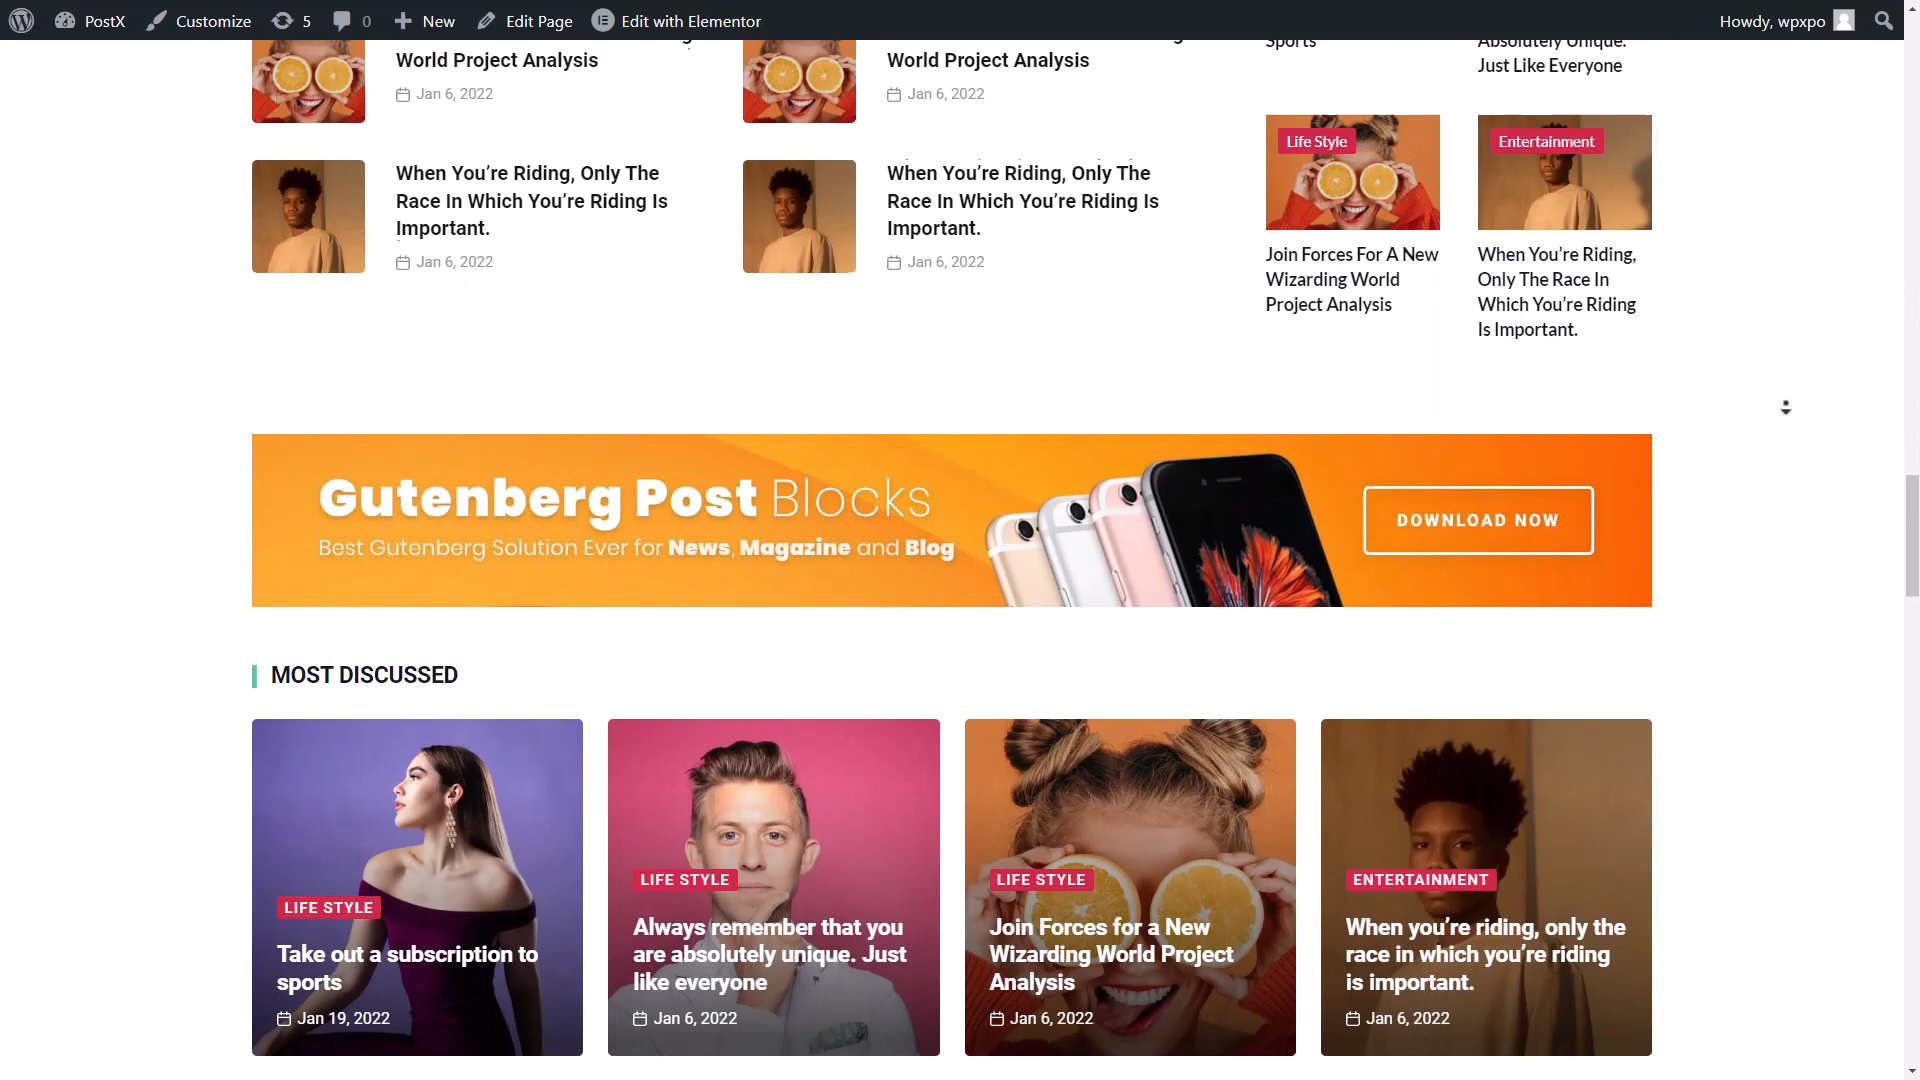 PostX Customize 5 0 New Edit Page Edit with Elementor Howdy, wpxpo
World Project Analysis
Jan 6, 2022
When You’re Riding, Only The
Race In Which You’re Riding Is
Important.
Jan 6, 2022
World Project Analysis
Jan 6, 2022
When You’re Riding, Only The
Race In Which You’re Riding Is
Important.
Jan 6, 2022
Sports
Absolutely Unique.
Just Like Everyone
Life Style
Join Forces For A New
Wizarding World
Project Analysis
Entertainment
When You’re Riding,
Only The Race In
Which You’re Riding
Is Important.
Gutenberg Post Blocks
Best Gutenberg Solution Ever for News, Magazine and Blog
DOWNLOAD NOW
MOST DISCUSSED
LIFE STYLE
Take out a subscription to
sports
Jan 19, 2022
LIFE STYLE
Always remember that you
are absolutely unique. Just
like everyone
Jan 6, 2022
LIFE STYLE
Join Forces for a New
Wizarding World Project
Analysis
Jan 6, 2022
ENTERTAINMENT
When you’re riding, only the
race in which you’re riding
is important.
Jan 6, 2022